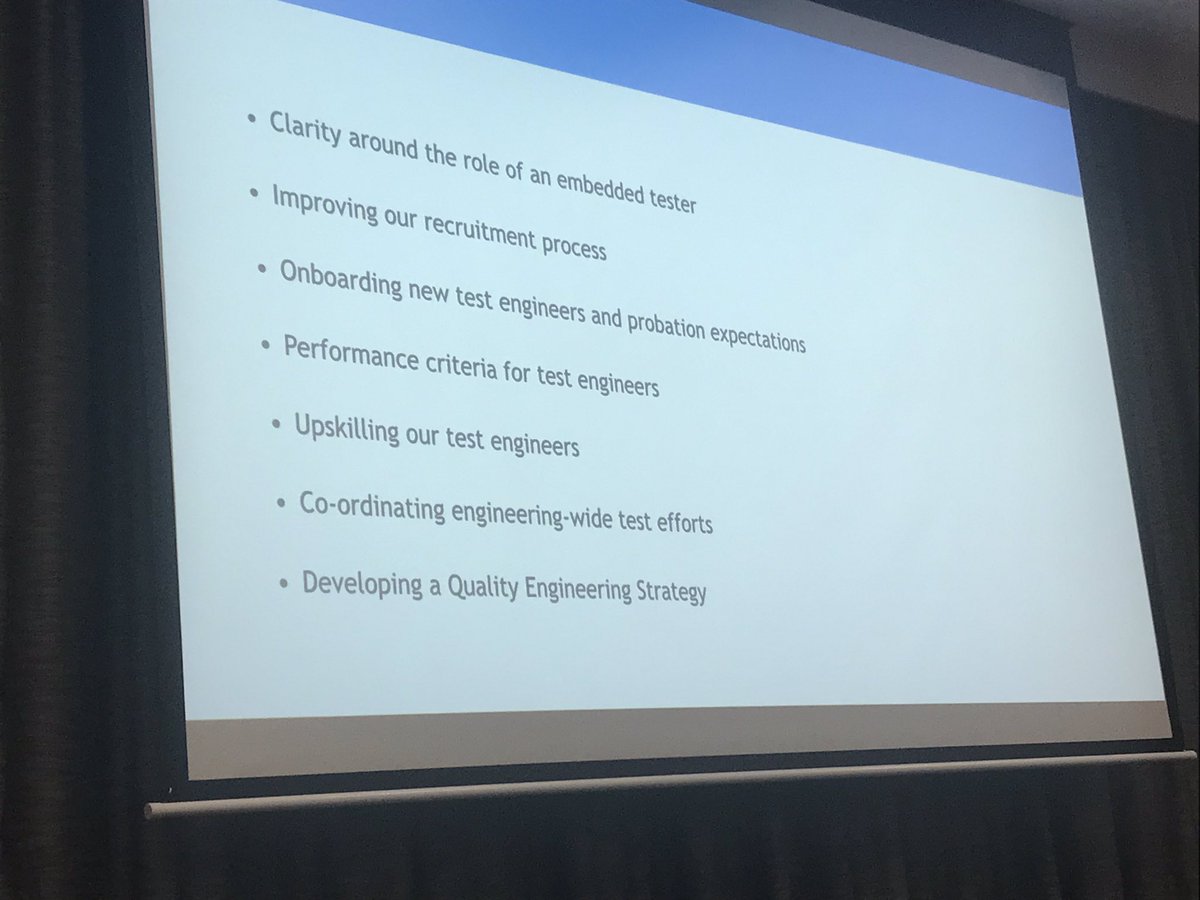 • Clarity around the role of an embedded tester
• Improving our recruitment process
• Onboarding new test engineers and probation expectations
• Performance criteria for test engineers
• Upskilling our test engineers
• Co-ordinating engineering-wide test efforts
• Developing a Quality Engineering Strategy